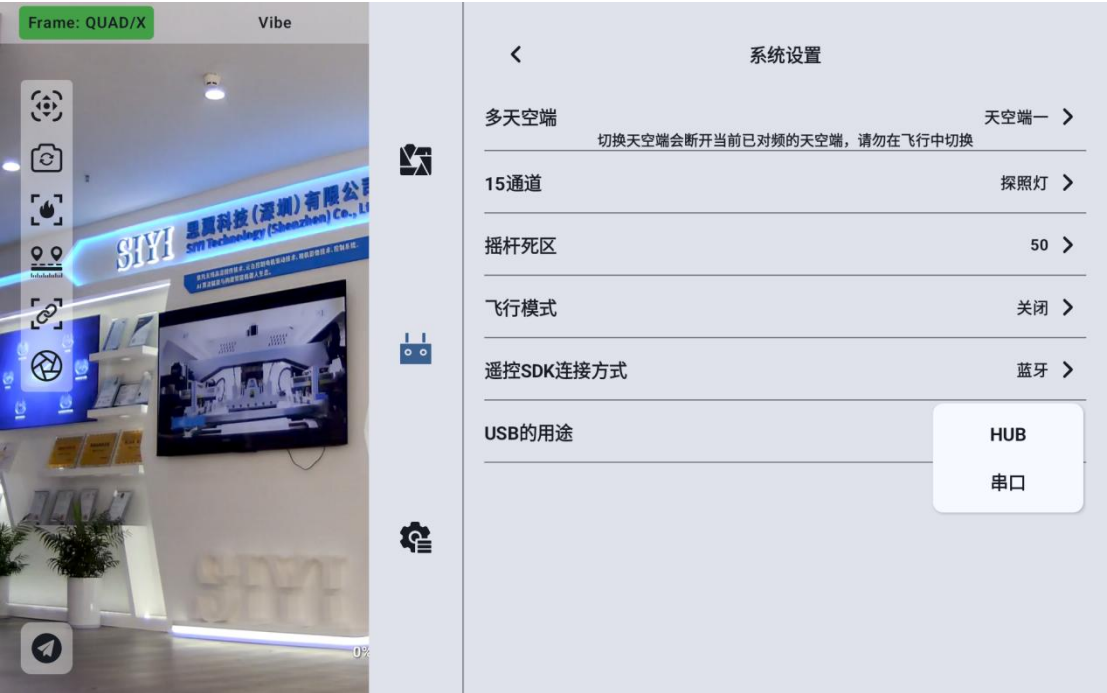 Frame: QUAD/X
Vibe
思翼科技(深圳)有限公司
SIYI
SIYI Technology (Shenzhen) Co., Lt
SIYI
0%
系统设置
多天空端
天空端一
切换天空端会断开当前已对频的天空端，请勿在飞行中切换
15通道
探照灯
摇杆死区
50
飞行模式
关闭
遥控SDK连接方式
蓝牙
USB的用途
HUB
串口